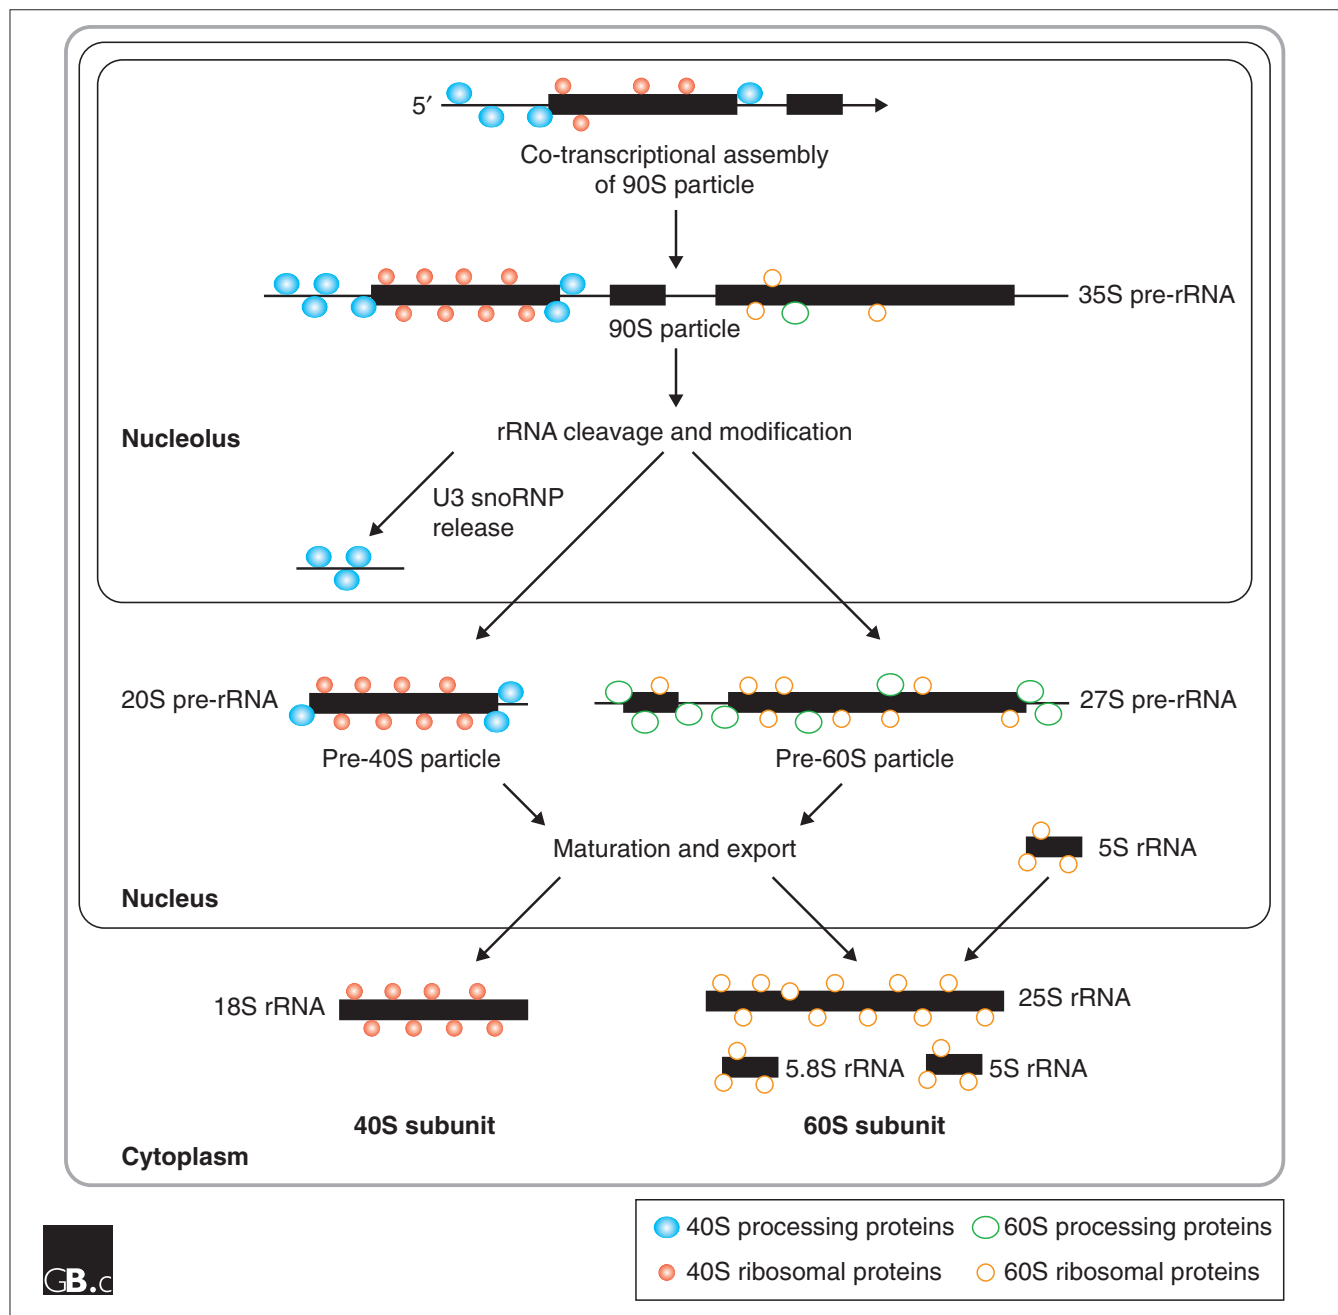 5′
Co-transcriptional assembly
of 90S particle
35S pre-rRNA
90S particle
rRNA cleavage and modification
Nucleolus
U3 snoRNP
release
20S pre-rRNA
27S pre-rRNA
Pre-40S particle
Pre-60S particle
Maturation and export
5S rRNA
Nucleus
18S rRNA
25S rRNA
5.8S rRNA
5S rRNA
40S subunit
60S subunit
Cytoplasm
40S processing proteins
60S processing proteins
40S ribosomal proteins
60S ribosomal proteins
GB.c